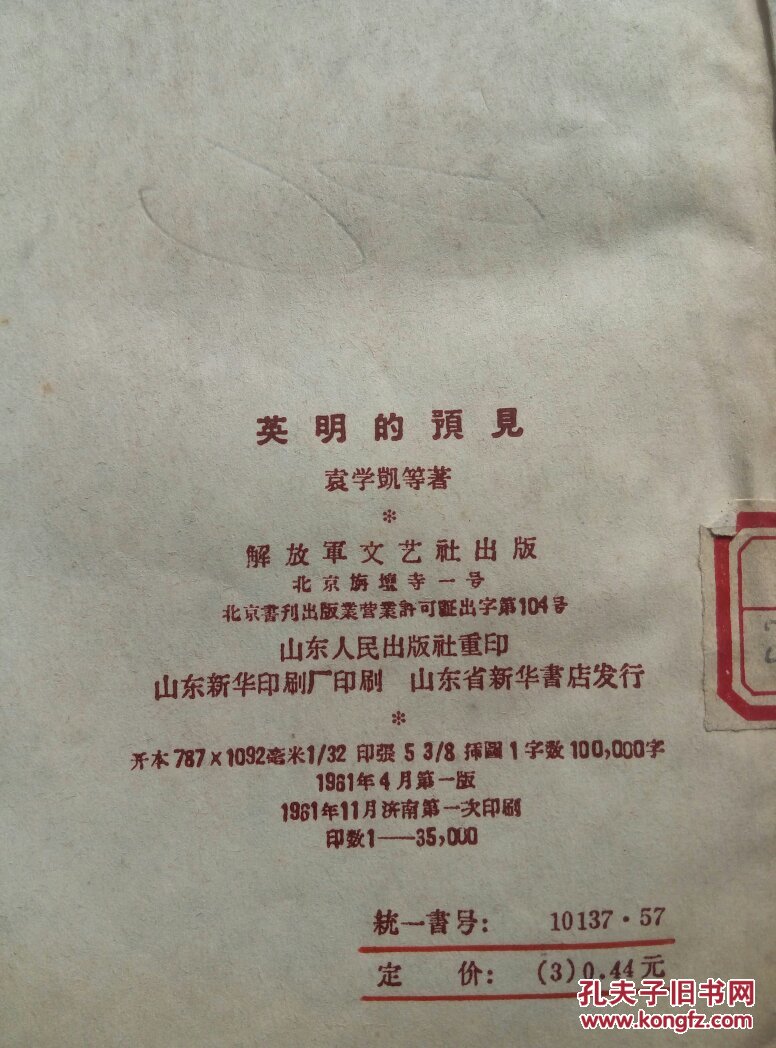 英明的預見
袁学凱等著
*
解放軍文艺社出版
北京旃壇寺一号
北京書刊出版業营業許可証出字第104号
山东人民出版社重印
山东新华印刷厂印刷 山东省新华書店发行
*
开本787×1092毫米1/32 印張5 3/8 插圖1 字数100,000字
1961年4月第一版
1961年11月济南第一次印刷
印数1——35,000
統一書号: 10137·57
定 价: (3)0.44元
孔夫子旧书网
www.kongfz.com